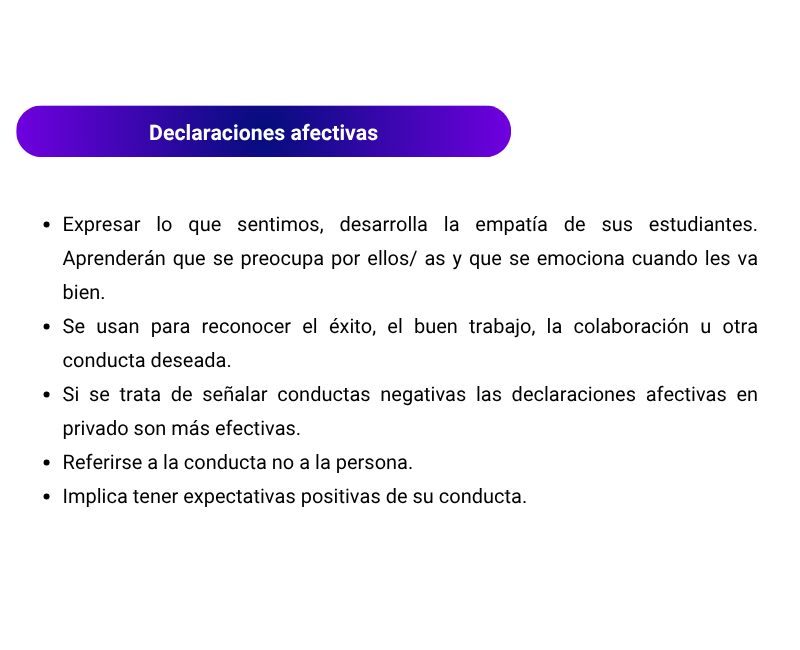 Declaraciones afectivas
• Expresar lo que sentimos, desarrolla la empatía de sus estudiantes.
Aprenderán que se preocupa por ellos/ as y que se emociona cuando les va
bien.
• Se usan para reconocer el éxito, el buen trabajo, la colaboración u otra
conducta deseada.
• Si se trata de señalar conductas negativas las declaraciones afectivas en
privado son más efectivas.
• Referirse a la conducta no a la persona.
• Implica tener expectativas positivas de su conducta.